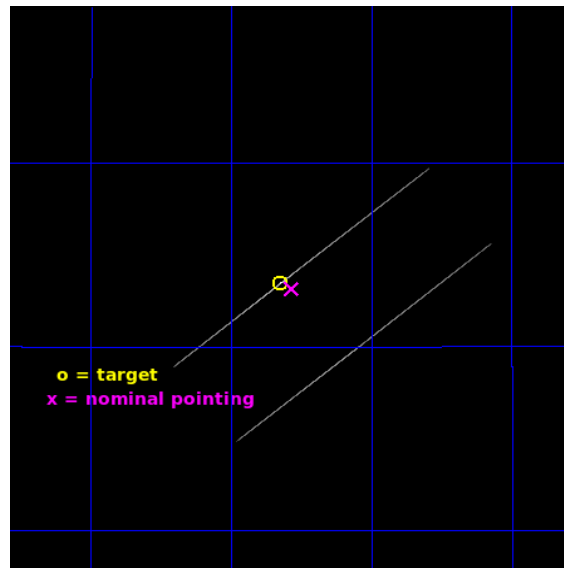 o = target
x = nominal pointing